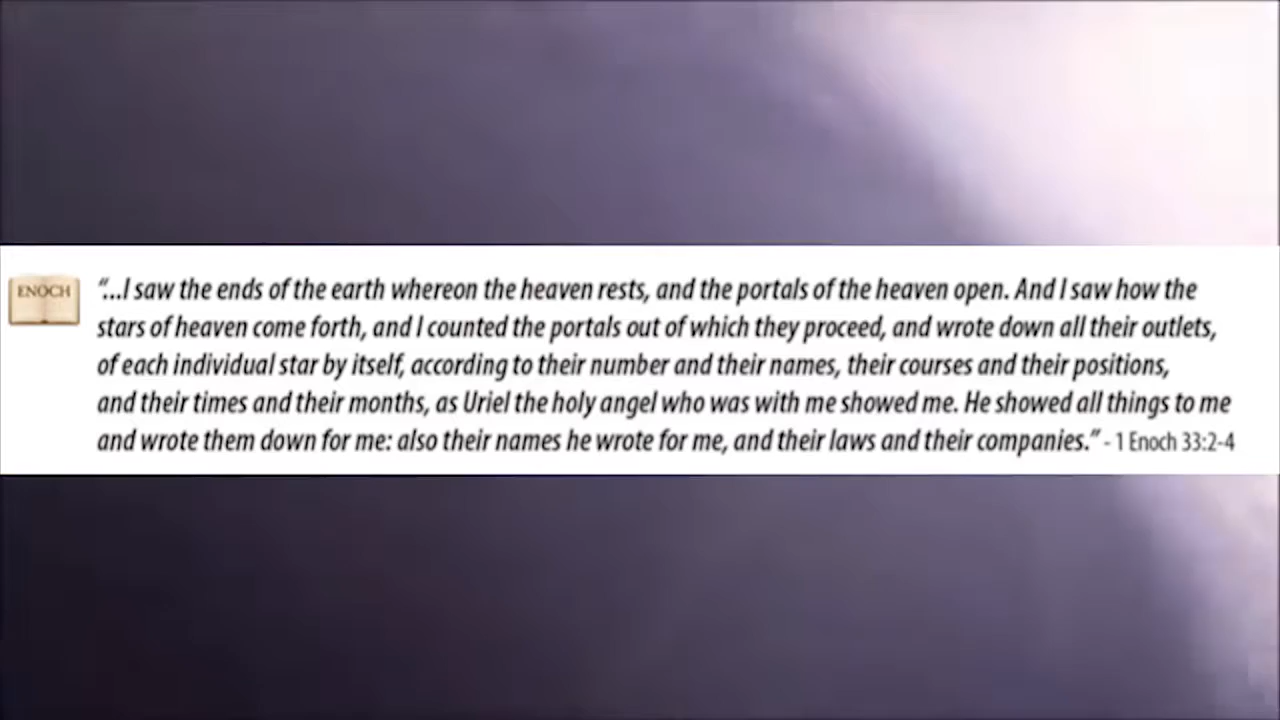 ENOCH
“...I saw the ends of the earth whereon the heaven rests, and the portals of the heaven open. And I saw how the
stars of heaven come forth, and I counted the portals out of which they proceed, and wrote down all their outlets,
of each individual star by itself, according to their number and their names, their courses and their positions,
and their times and their months, as Uriel the holy angel who was with me showed me. He showed all things to me
and wrote them down for me: also their names he wrote for me, and their laws and their companies.” - 1 Enoch 33:2-4